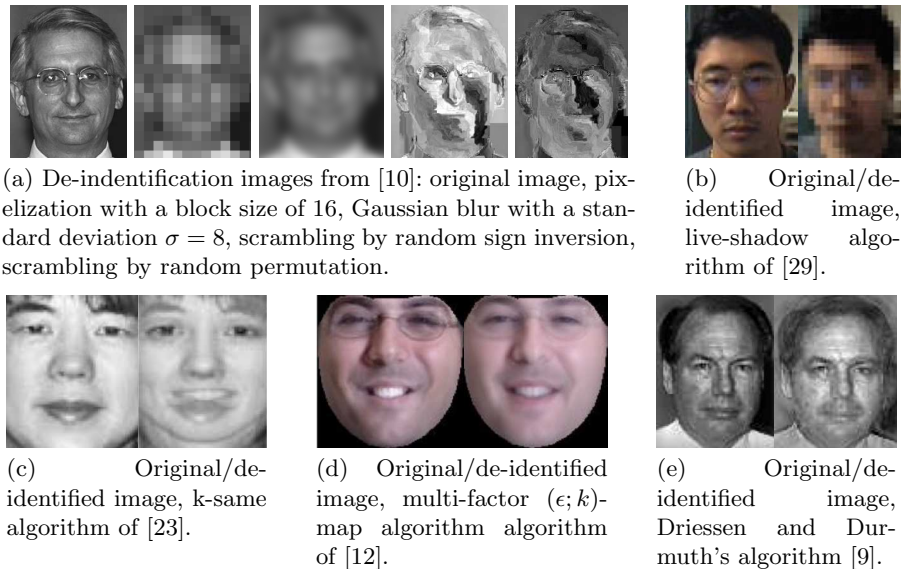 (a) De-indentification images from [10]: original image, pix-
elization with a block size of 16, Gaussian blur with a stan-
dard deviation σ = 8, scrambling by random sign inversion,
scrambling by random permutation.
(b) Original/de-
identified image,
live-shadow algo-
rithm of [29].
(c) Original/de-
identified image, k-same
algorithm of [23].
(d) Original/de-identified
image, multi-factor (ϵ; k)-
map algorithm algorithm
of [12].
(e) Original/de-
identified image,
Driessen and Dur-
muth's algorithm [9].